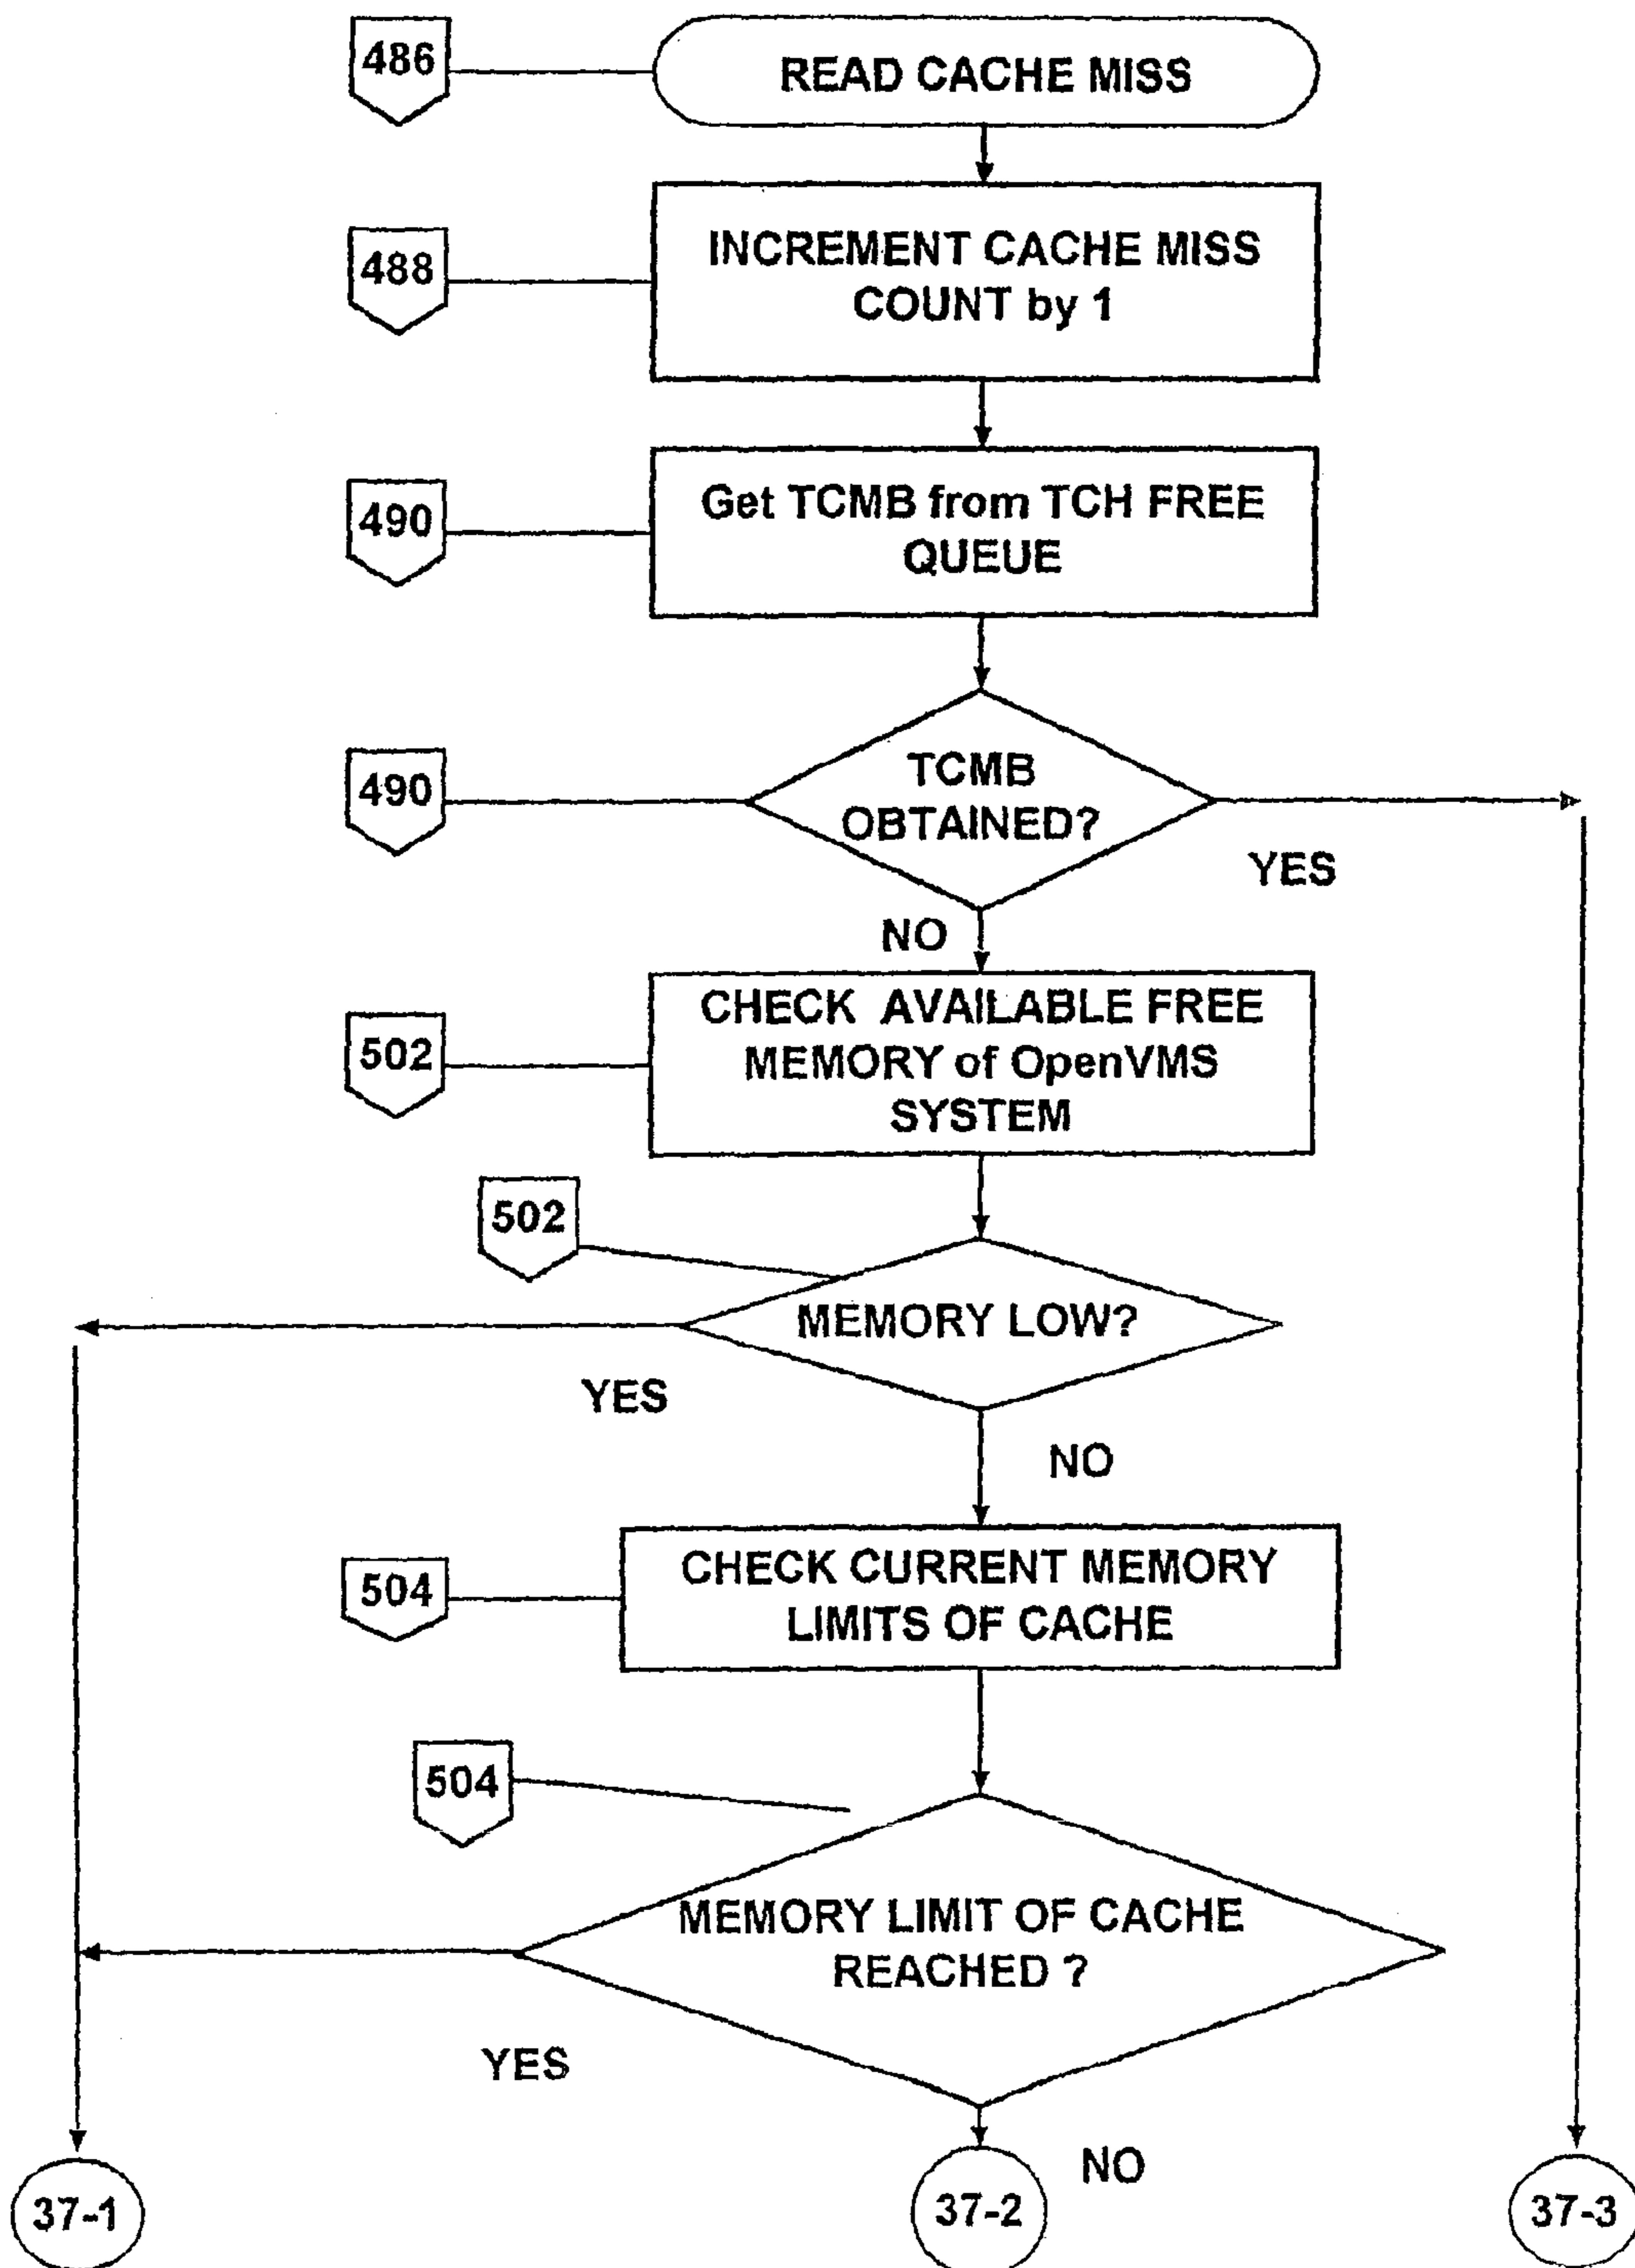 486
READ CACHE MISS
488
INCREMENT CACHE MISS
COUNT by 1
490
Get TCMB from TCH FREE
QUEUE
490
TCMB
OBTAINED?
YES
NO
502
CHECK AVAILABLE FREE
MEMORY of OpenVMS
SYSTEM
502
MEMORY LOW?
YES
NO
504
CHECK CURRENT MEMORY
LIMITS OF CACHE
504
MEMORY LIMIT OF CACHE
REACHED ?
YES
NO
37-1
37-2
37-3